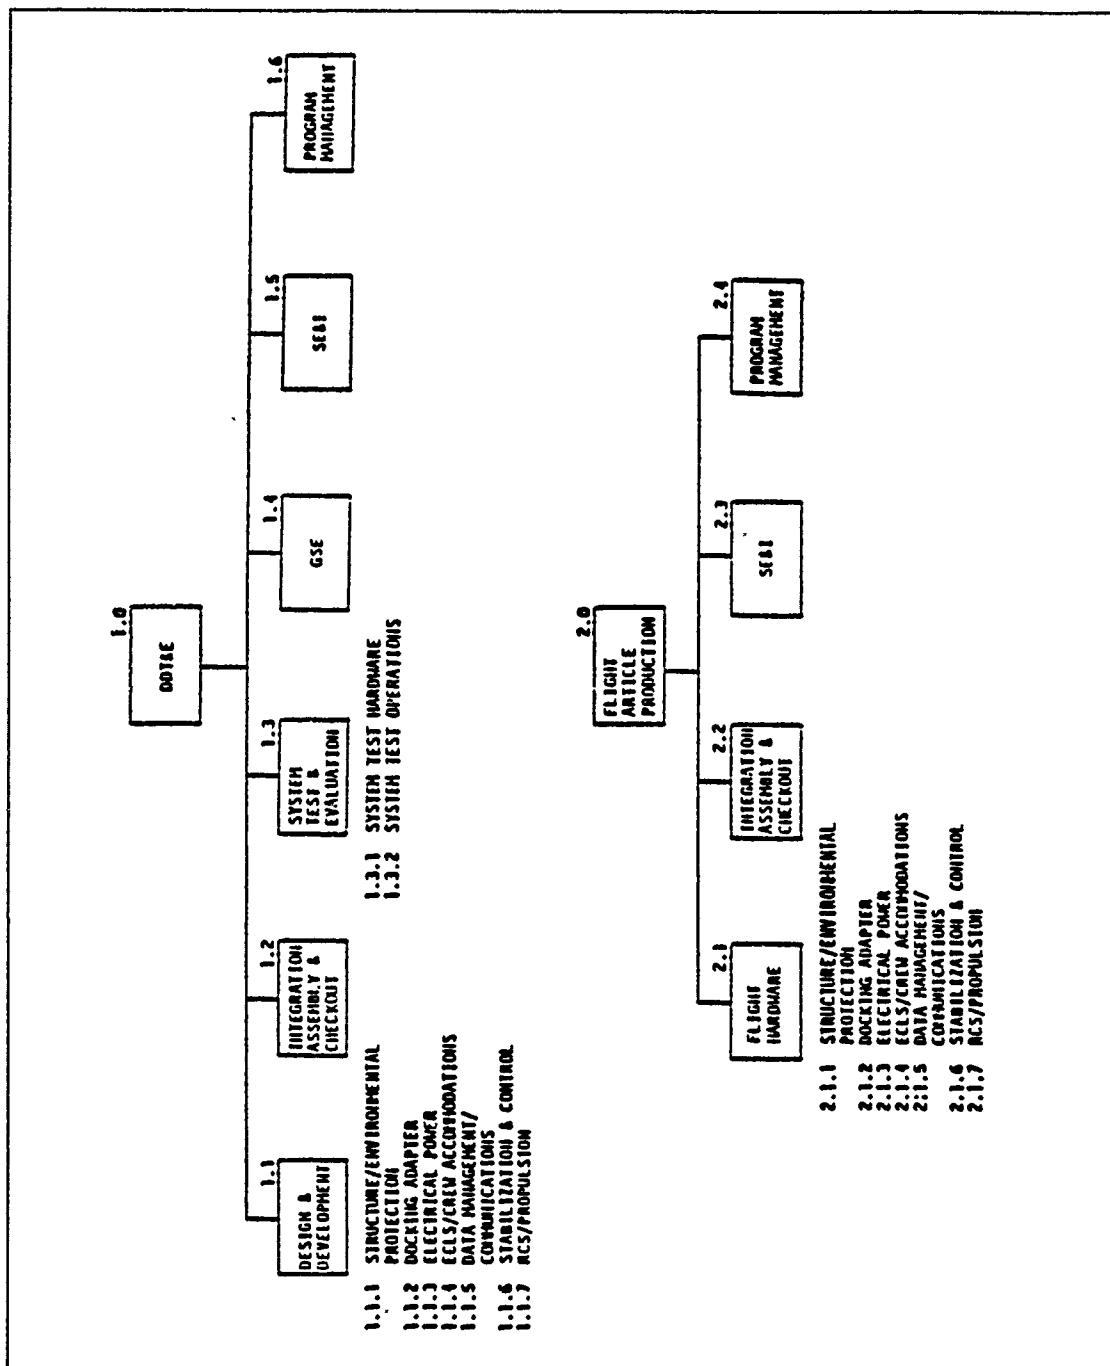 1.0
DDT&E
1.1
DESIGN &
DEVELOPMENT
1.1.1 STRUCTURE/ENVIRONMENTAL
PROTECTION
1.1.2 DOCKING ADAPTER
1.1.3 ELECTRICAL POWER
1.1.4 ECLS/CREW ACCOMODATIONS
1.1.5 DATA MANAGEMENT/
COMMUNICATIONS
1.1.6 STABILIZATION & CONTROL
1.1.7 RCS/PROPULSION
1.2
INTEGRATION
ASSEMBLY &
CHECKOUT
1.3
SYSTEM
TEST &
EVALUATION
1.3.1 SYSTEM TEST HARDWARE
1.3.2 SYSTEM TEST OPERATIONS
1.4
GSE
1.5
SE&I
1.6
PROGRAM
MANAGEMENT
2.0
FLIGHT
ARTICLE
PRODUCTION
2.1
FLIGHT
HARDWARE
2.1.1 STRUCTURE/ENVIRONMENTAL
PROTECTION
2.1.2 DOCKING ADAPTER
2.1.3 ELECTRICAL POWER
2.1.4 ECLS/CREW ACCOMODATIONS
2.1.5 DATA MANAGEMENT/
COMMUNICATIONS
2.1.6 STABILIZATION & CONTROL
2.1.7 RCS/PROPULSION
2.2
INTEGRATION
ASSEMBLY &
CHECKOUT
2.3
SE&I
2.4
PROGRAM
MANAGEMENT